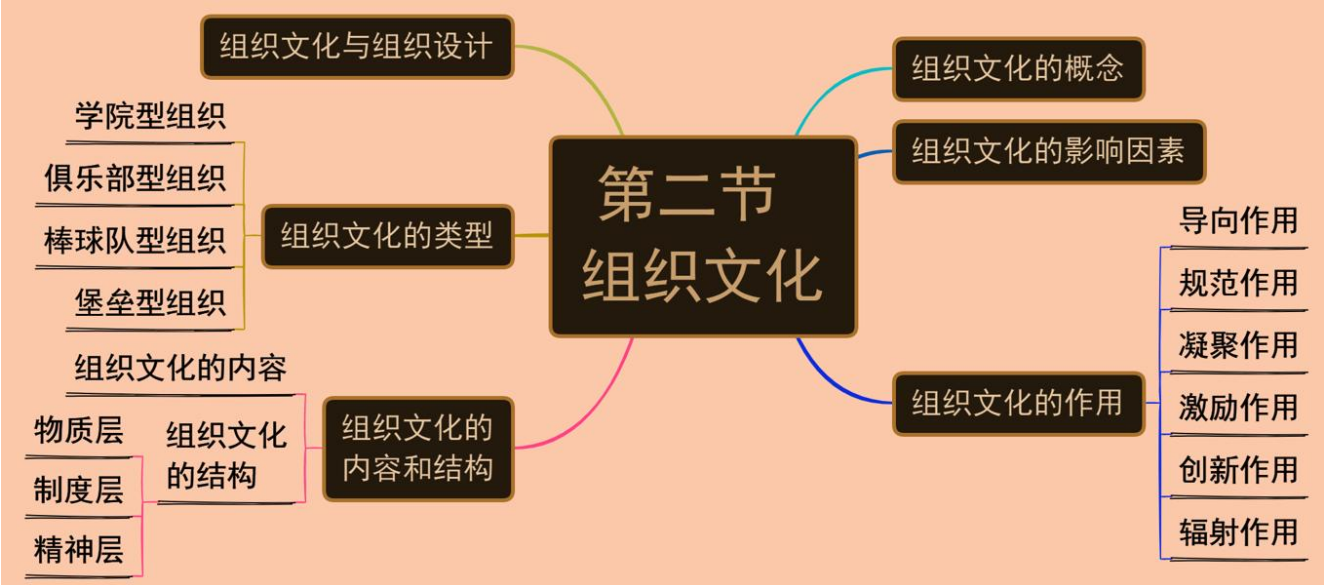 第二节
组织文化
组织文化的概念
组织文化的影响因素
组织文化的作用
导向作用
规范作用
凝聚作用
激励作用
创新作用
辐射作用
组织文化的
内容和结构
组织文化的内容
组织文化
的结构
物质层
制度层
精神层
组织文化的类型
学院型组织
俱乐部型组织
棒球队型组织
堡垒型组织
组织文化与组织设计